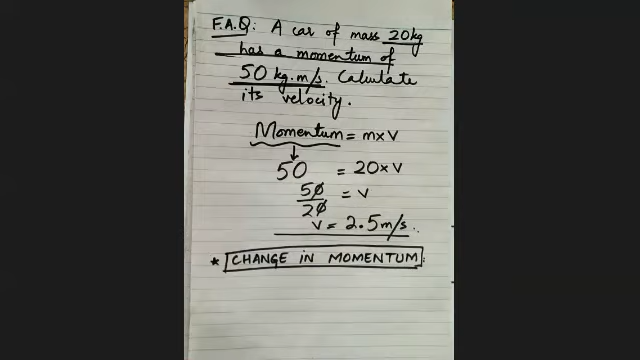 F.A.Q: A car of mass 20kg
has a momentum of
50 kg.m/s. Calculate
its velocity.
Momentum = m×V
50 = 20×V
50/20 = V
V = 2.5m/s.
* CHANGE IN MOMENTUM: